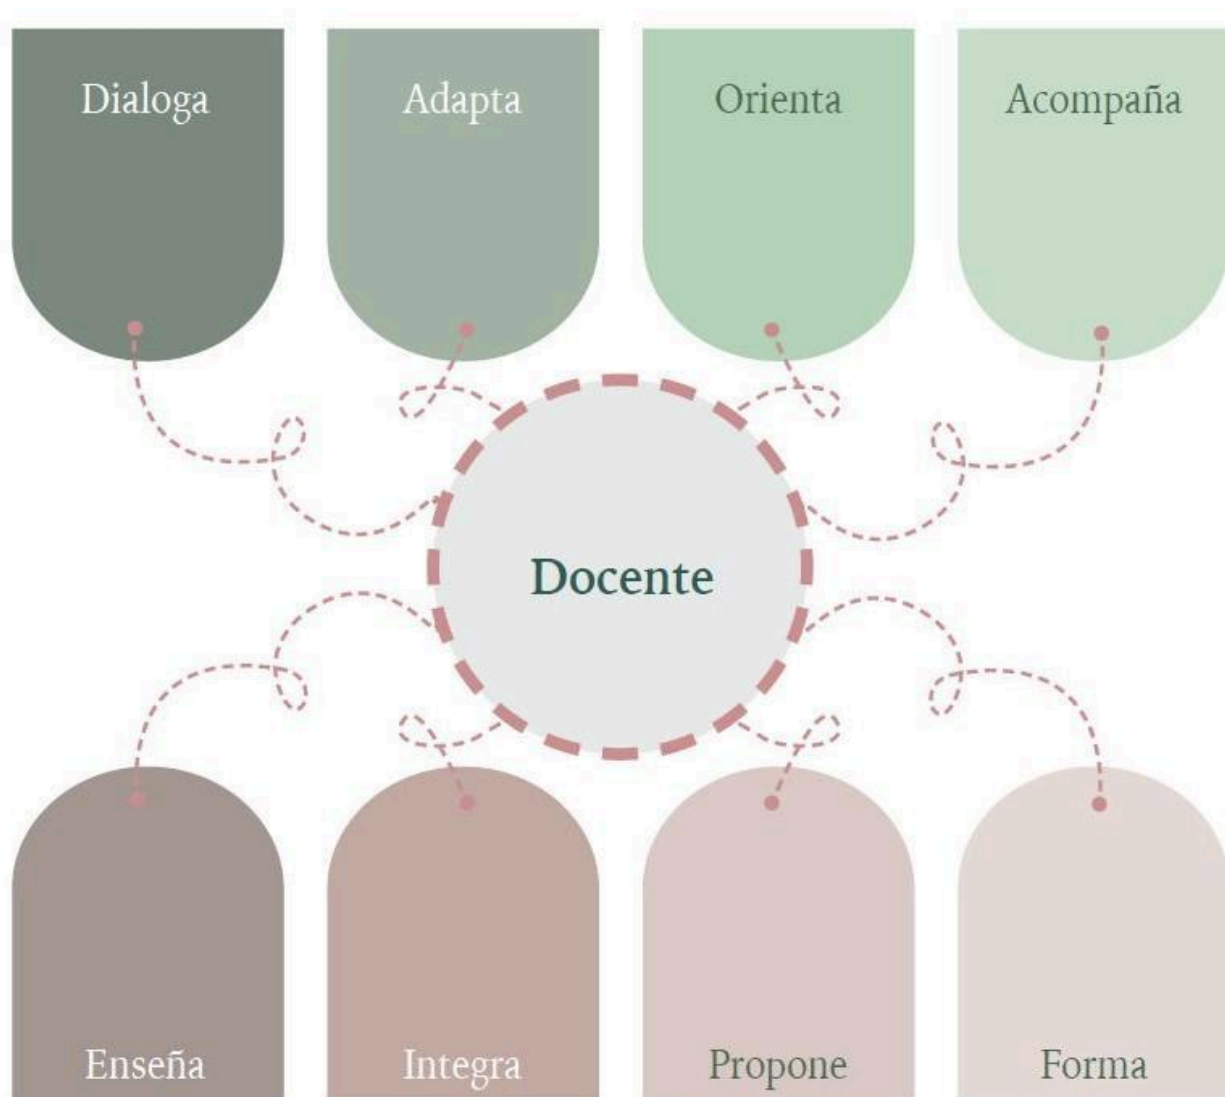 Dialoga
Adapta
Orienta
Acompaña
Docente
Enseña
Integra
Propone
Forma